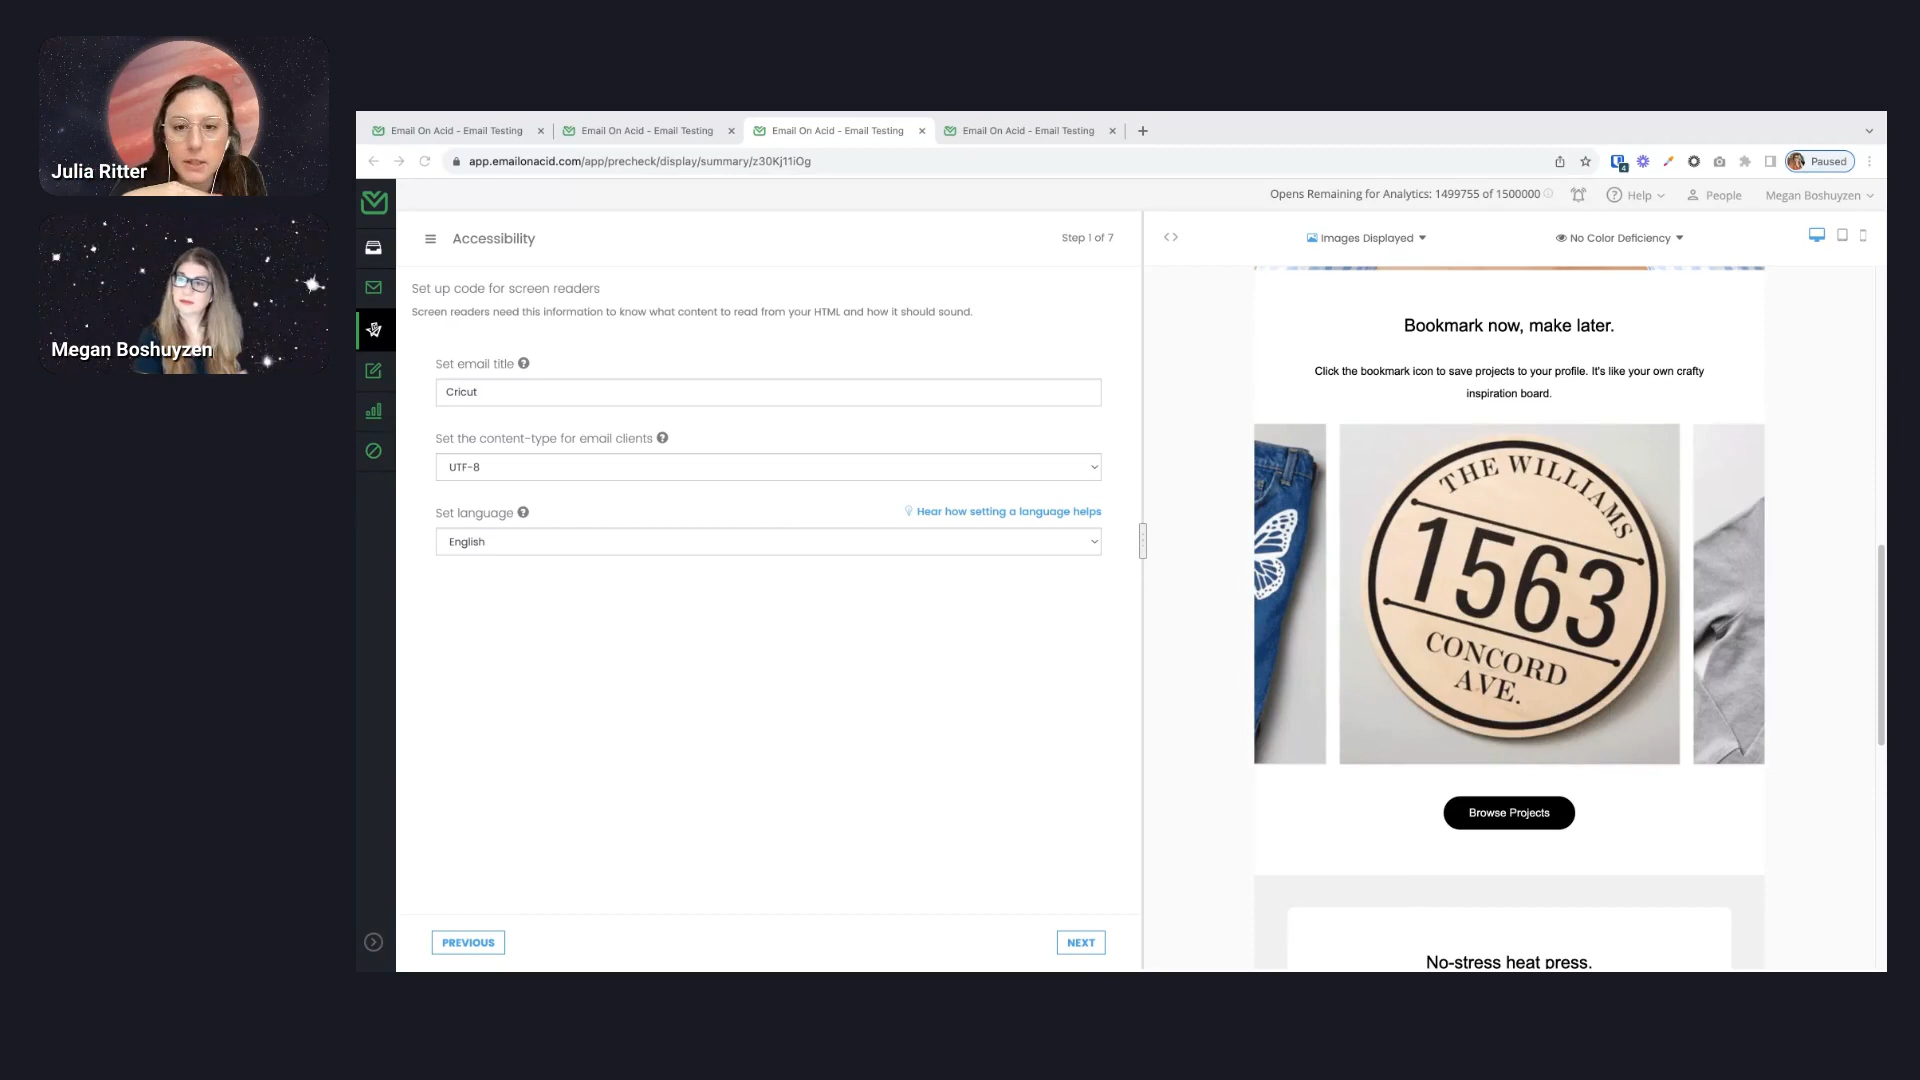 Julia Ritter
Megan Boshuyzen
Email On Acid - Email Testing
Email On Acid - Email Testing
Email On Acid - Email Testing
Email On Acid - Email Testing
app.emailonacid.com/app/precheck/display/summary/z30Kj11iOg
Paused
Opens Remaining for Analytics: 1499755 of 1500000
Help
People
Megan Boshuyzen
Accessibility
Step 1 of 7
Set up code for screen readers
Screen readers need this information to know what content to read from your HTML and how it should sound.
Set email title
Cricut
Set the content-type for email clients
UTF-8
Set language
Hear how setting a language helps
English
PREVIOUS
NEXT
Images Displayed
No Color Deficiency
Bookmark now, make later.
Click the bookmark icon to save projects to your profile. It's like your own crafty
inspiration board.
THE WILLIAMS
1563
CONCORD
AVE.
Browse Projects
No-stress heat press.